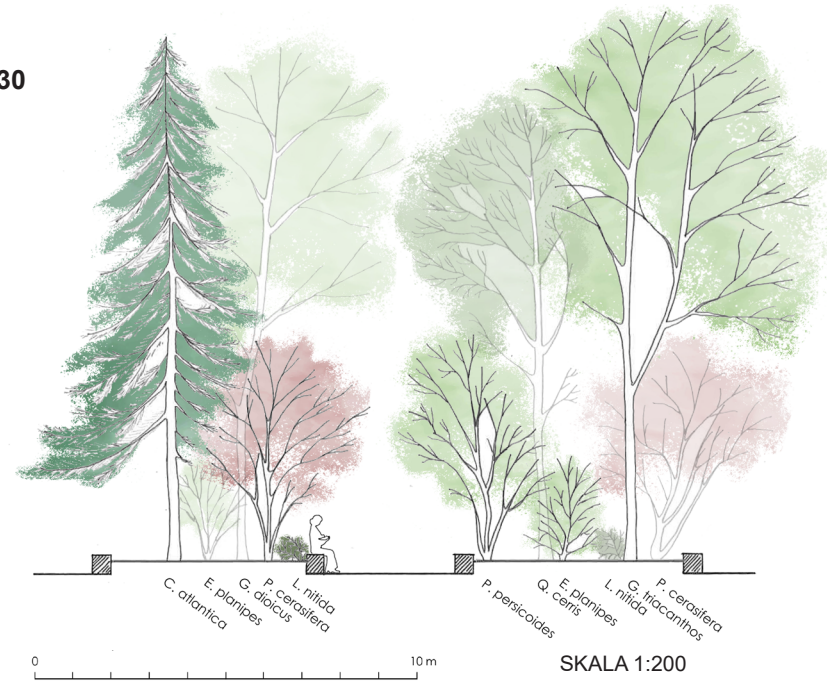 30
C. atlantica
E. planipes
G. dioicus
P. cerasifera
L. nitida
P. persicoides
Q. cerris
E. planipes
L. nitida
G. triacanthos
P. cerasifera
0
10 m
SKALA 1:200